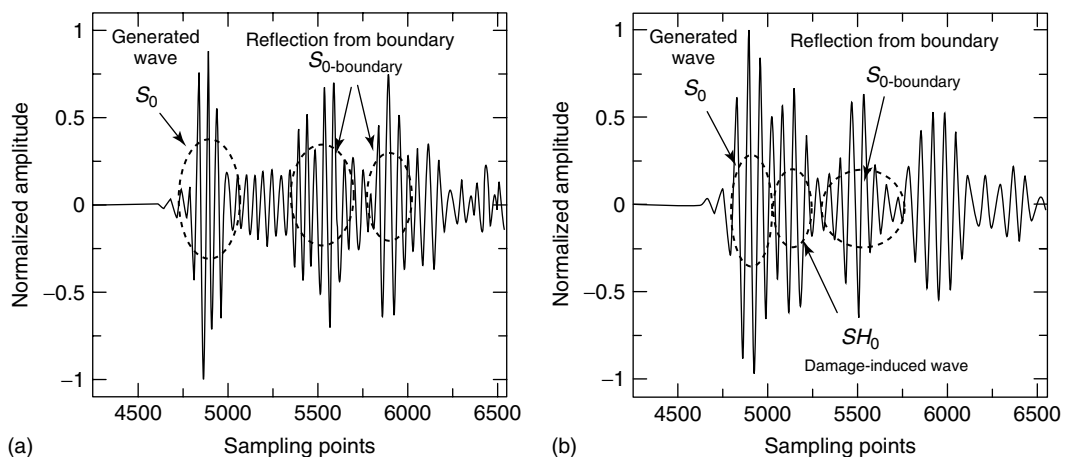 1
0.5
0
−0.5
−1
Normalized amplitude
Generated
wave
S0
Reflection from boundary
S0-boundary
4500 5000 5500 6000 6500
Sampling points
(a)
1
0.5
0
−0.5
−1
Normalized amplitude
Generated
wave
S0
Reflection from boundary
S0-boundary
SH0
Damage-induced wave
4500 5000 5500 6000 6500
Sampling points
(b)